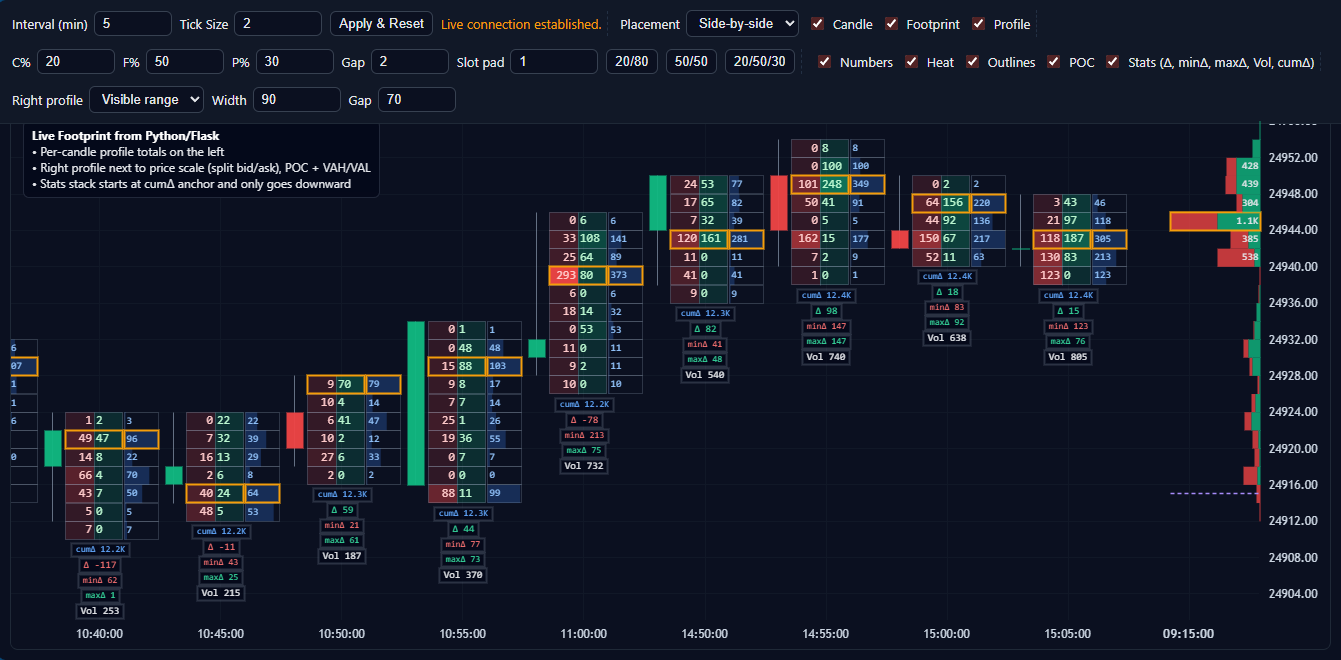 Interval (min) 5 Tick Size 2 Apply & Reset Live connection established. Placement Side-by-side Candle Footprint Profile
C% 20 F% 50 P% 30 Gap 2 Slot pad 1 20/80 50/50 20/50/30 Numbers Heat Outlines POC Stats (Δ, minΔ, maxΔ, Vol, cumΔ)
Right profile Visible range Width 90 Gap 70
Live Footprint from Python/Flask
• Per-candle profile totals on the left
• Right profile next to price scale (split bid/ask), POC + VAH/VAL
• Stats stack starts at cumΔ anchor and only goes downward
6
07
1
1
6
0
1 2 3
49 47 96
14 8 22
66 4 70
43 7 50
5 0 5
7 0 7
cumΔ 12.2K
Δ -117
minΔ 62
maxΔ 1
Vol 253
0 22 22
7 32 39
16 13 29
2 6 8
40 24 64
48 5 53
cumΔ 12.2K
Δ -11
minΔ 43
maxΔ 25
Vol 215
9 70 79
10 4 14
6 41 47
10 2 12
27 6 33
2 0 2
cumΔ 12.3K
Δ 59
minΔ 21
maxΔ 61
Vol 187
0 1 1
0 48 48
15 88 103
9 8 17
7 7 14
25 1 26
19 36 55
0 7 7
0 0 0
88 11 99
cumΔ 12.3K
Δ 44
minΔ 77
maxΔ 73
Vol 370
0 6 6
33 108 141
25 64 89
293 80 373
6 0 6
18 14 32
0 53 53
11 0 11
9 2 11
10 0 10
cumΔ 12.2K
Δ -78
minΔ 213
maxΔ 75
Vol 732
24 53 77
17 65 82
7 32 39
120 161 281
11 0 11
41 0 41
9 0 9
cumΔ 12.3K
Δ 82
minΔ 41
maxΔ 48
Vol 540
0 8 8
0 100 100
101 248 349
50 41 91
0 5 5
162 15 177
7 2 9
1 0 1
cumΔ 12.4K
Δ 98
minΔ 147
maxΔ 147
Vol 740
0 2 2
64 156 220
44 92 136
150 67 217
52 11 63
cumΔ 12.4K
Δ 18
minΔ 83
maxΔ 92
Vol 638
3 43 46
21 97 118
118 187 305
130 83 213
123 0 123
cumΔ 12.4K
Δ 15
minΔ 123
maxΔ 76
Vol 805
428
439
304
1.1K
385
538
24952.00
24948.00
24944.00
24940.00
24936.00
24932.00
24928.00
24924.00
24920.00
24916.00
24912.00
24908.00
24904.00
10:40:00 10:45:00 10:50:00 10:55:00 11:00:00 14:50:00 14:55:00 15:00:00 15:05:00 09:15:00